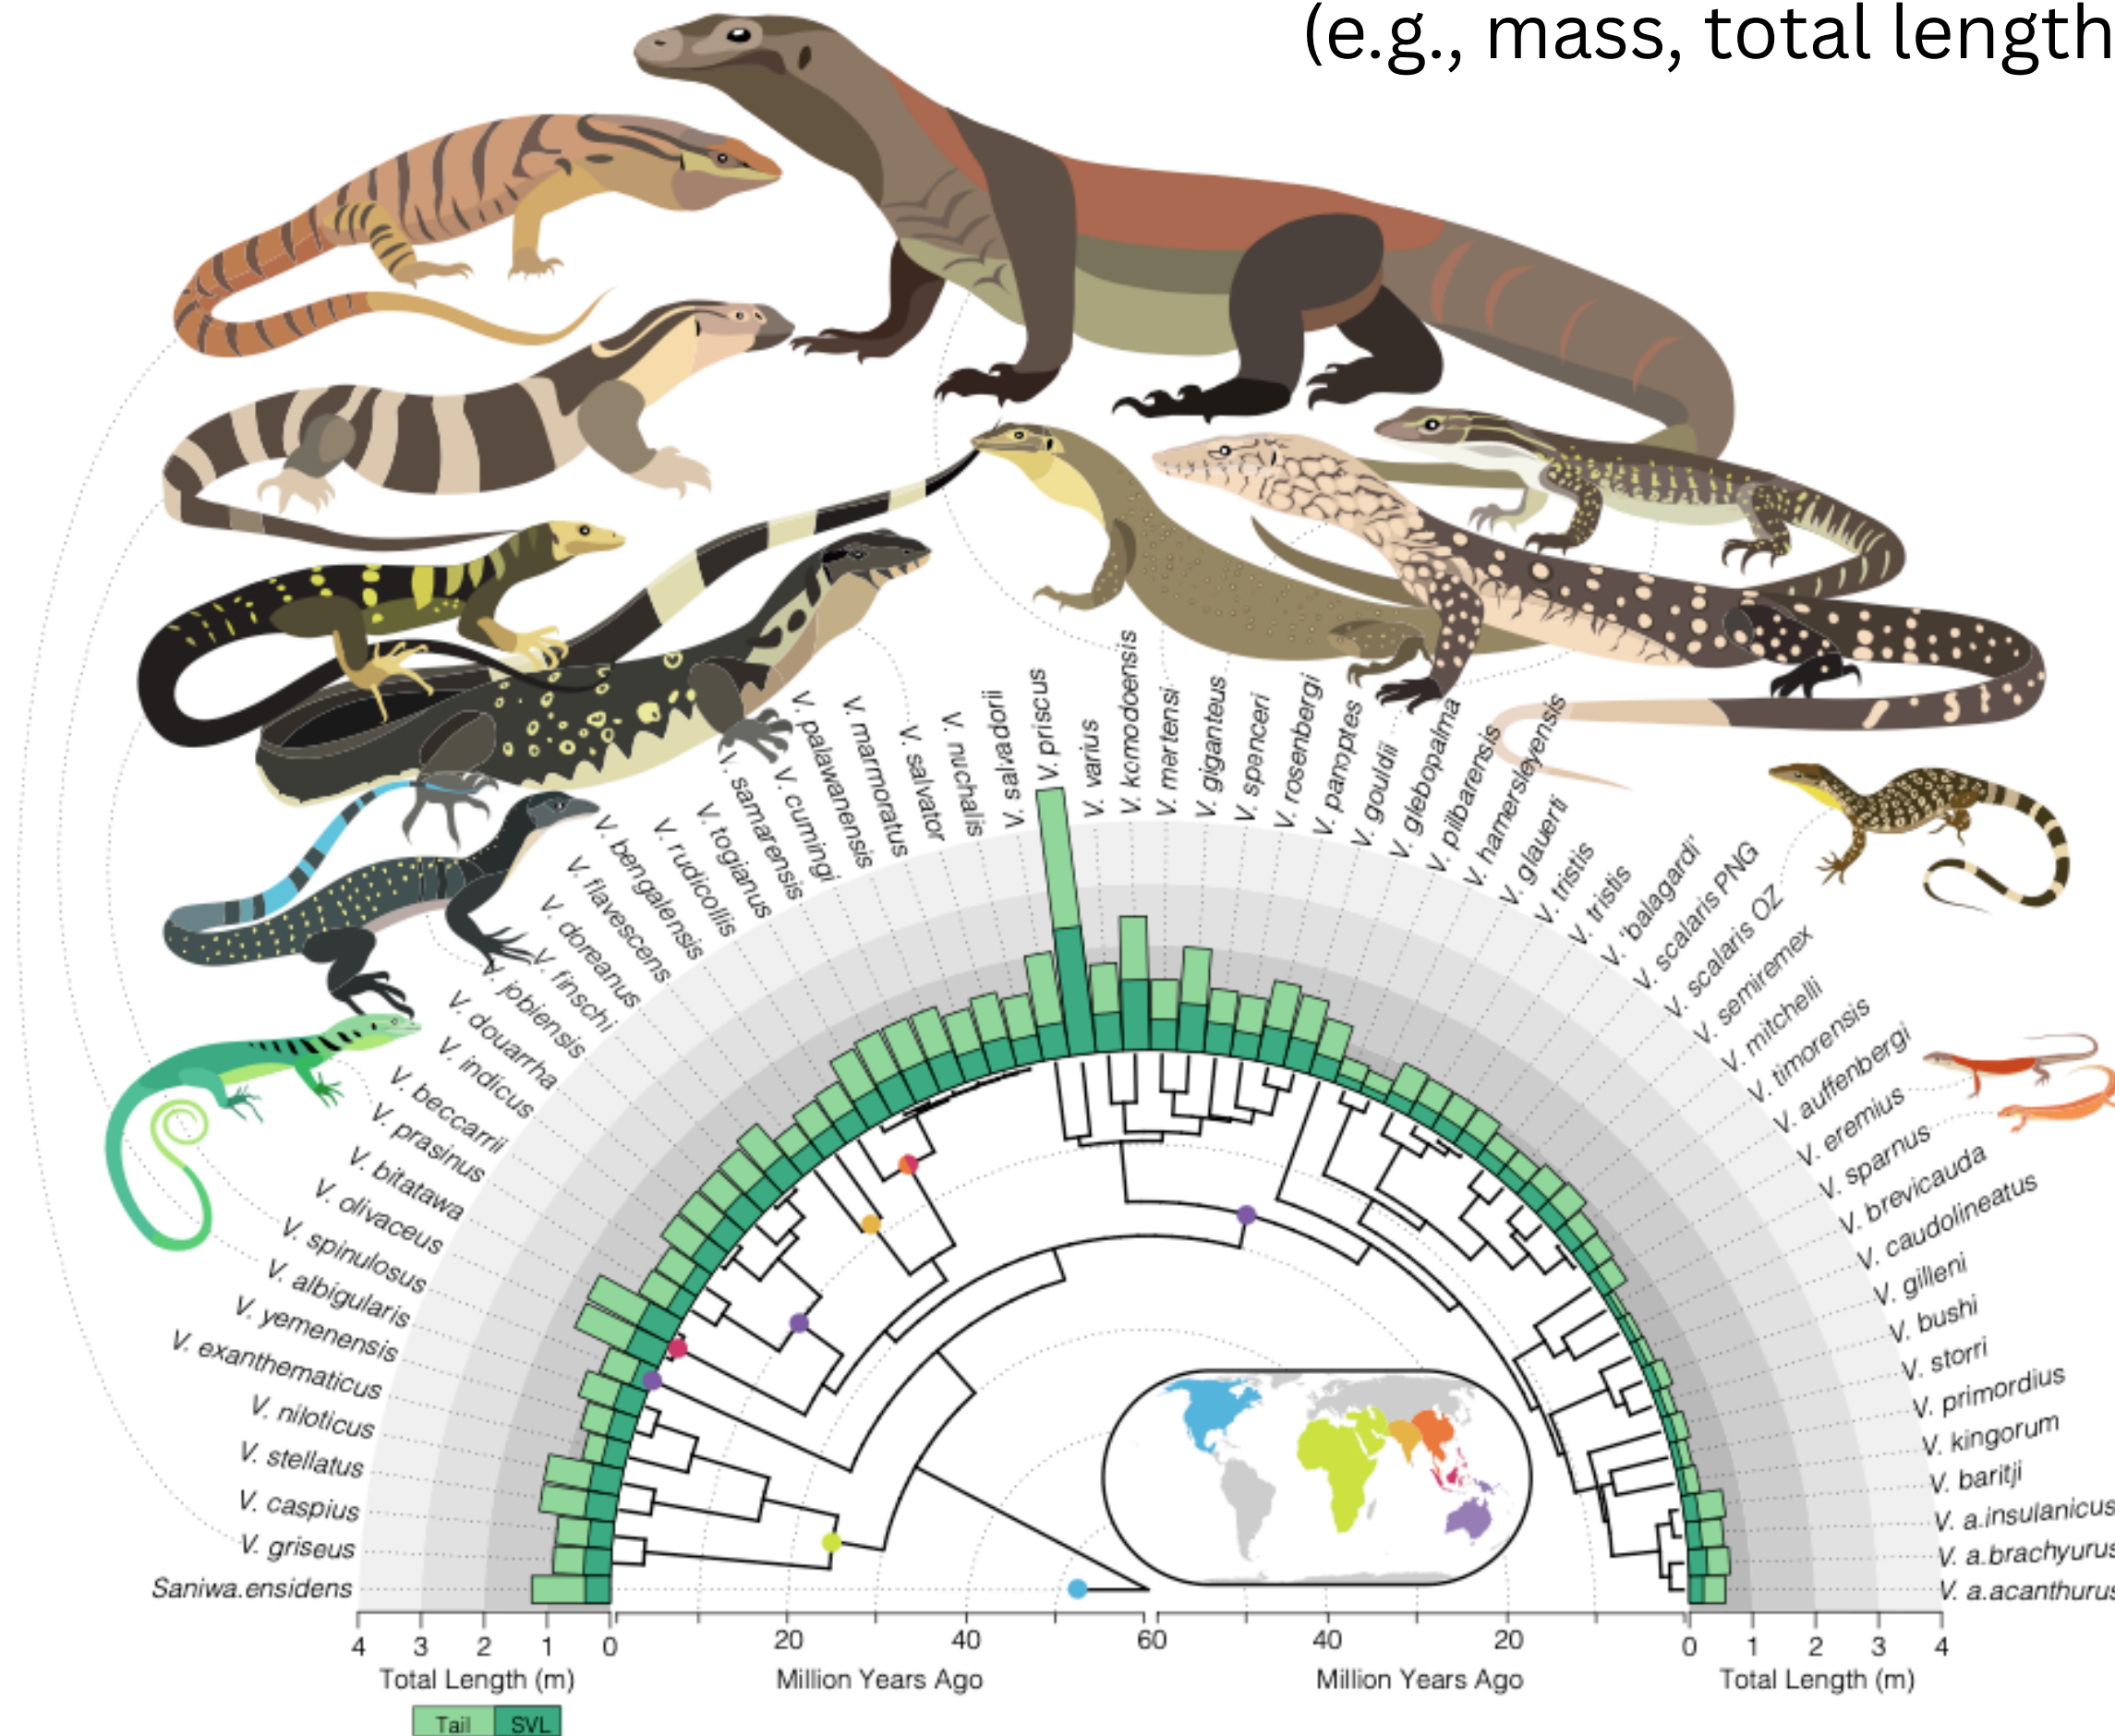 (e.g., mass, total length
Saniwa.ensidens
V. griseus
V. caspius
V. stellatus
V. niloticus
V. exanthematicus
V. yemenensis
V. albigularis
V. spinulosus
V. olivaceus
V. bitatawa
V. prasinus
V. beccarrii
V. indicus
V. douarrha
V. jobiensis
V. finschi
V. doreanus
V. flavescens
V. bengalensis
V. rudicollis
V. togianus
V. samarensis
V. cumingi
V. palawanensis
V. marmoratus
V. salvator
V. nuchalis
V. salvadorii
V. priscus
V. varius
V. komodoensis
V. mertensi
V. giganteus
V. spenceri
V. rosenbergi
V. panoptes
V. gouldii
V. glebopalma
V. pilbarensis
V. hamersleyensis
V. glauerti
V. tristis
V. tristis
V. 'balagardi'
V. scalaris PNG
V. scalaris OZ
V. semiremex
V. mitchelli
V. timorensis
V. auffenbergi
V. eremius
V. sparnus
V. brevicauda
V. caudolineatus
V. gilleni
V. bushi
V. storri
V. primordius
V. kingorum
V. baritji
V. a.insulanicus
V. a.brachyurus
V. a.acanthurus
4 3 2 1 0 20 40 60 40 20 0 1 2 3 4
Total Length (m) Million Years Ago Million Years Ago Total Length (m)
Tail SVL